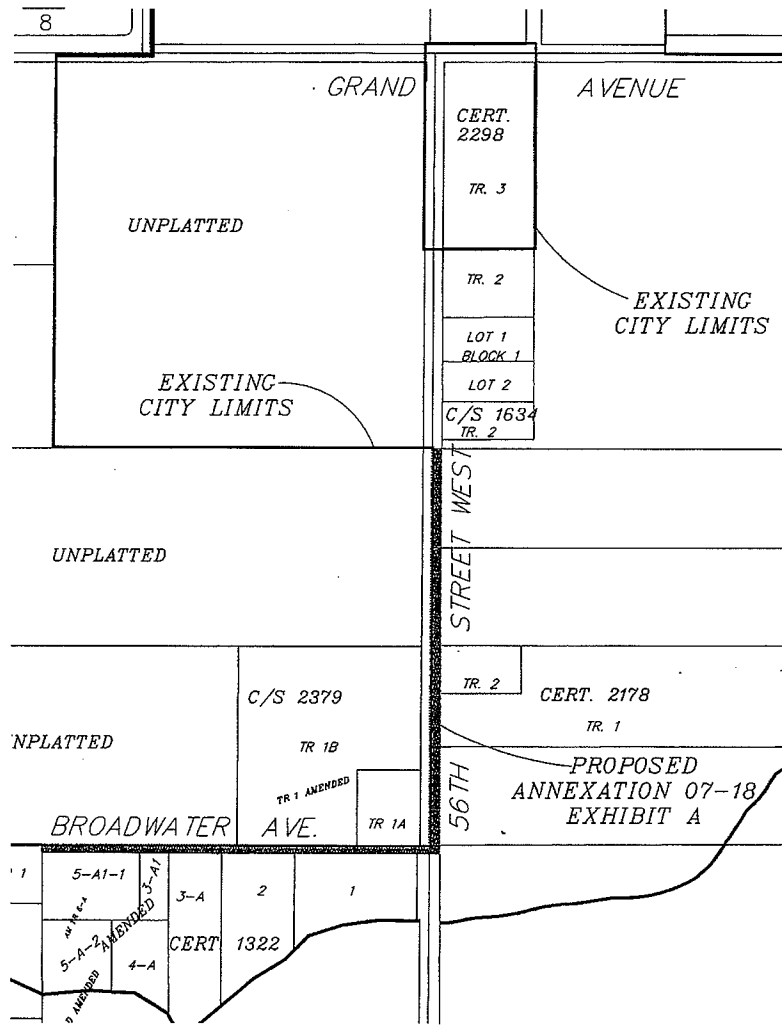 8
GRAND AVENUE
CERT.
2298
TR. 3
UNPLATTED
TR. 2
EXISTING
CITY LIMITS
LOT 1
BLOCK 1
LOT 2
EXISTING
CITY LIMITS
C/S 1634
TR. 2
56TH STREET WEST
UNPLATTED
TR. 2
CERT. 2178
TR. 1
C/S 2379
TR 1B
NPLATTED
TR 1 AMENDED
TR 1A
PROPOSED
ANNEXATION 07-18
EXHIBIT A
BROADWATER AVE.
1
5-A1-1
3-A1
3-A
2
1
AMENDED
5-A-2
4-A
CERT 1322
AMENDED